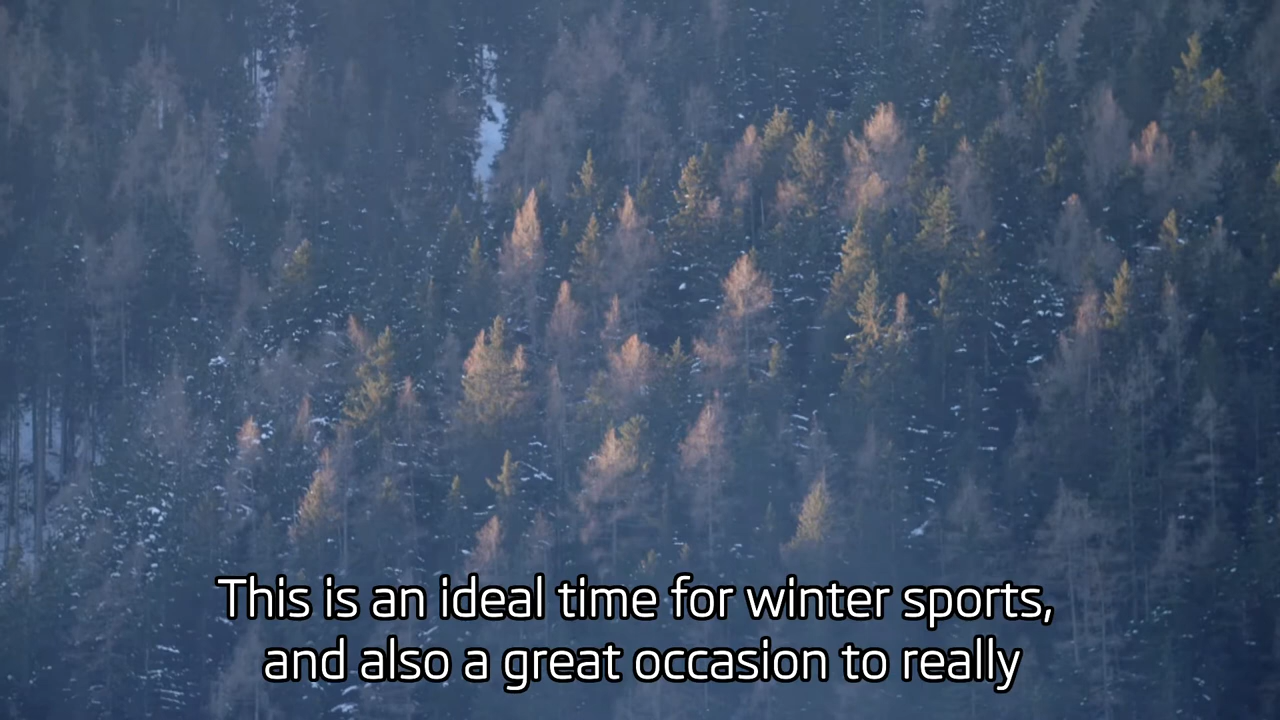 This is an ideal time for winter sports,
and also a great occasion to really